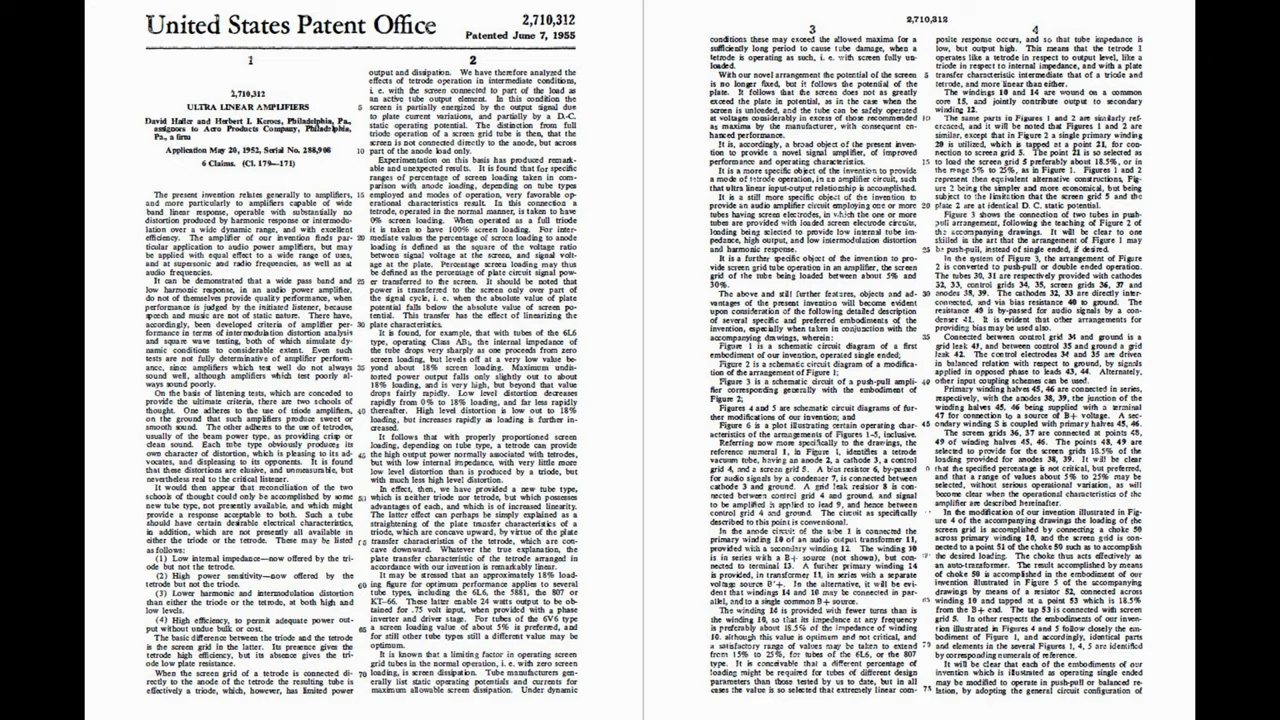 United States Patent Office
2,710,312
Patented June 7, 1955
1
2,710,312
ULTRA LINEAR AMPLIFIERS
David Hafler and Herbert I. Keroes, Philadelphia, Pa.,
assignors to Acro Products Company, Philadelphia,
Pa., a firm
Application May 20, 1952, Serial No. 288,908
6 Claims. (Cl. 179—171)
The present invention relates generally to amplifiers,
and more particularly to amplifiers capable of wide
band linear response, operable with substantially no
distortion produced by harmonic response or intermodu-
lation over a wide dynamic range, and with excellent
efficiency. The amplifier of our invention finds par-
ticular application to audio power amplifiers, but may
be applied with equal effect to a wide range of uses,
and at supersonic and radio frequencies, as well as at
audio frequencies.
It can be demonstrated that a wide pass band and
low harmonic response, in an audio power amplifier,
do not of themselves provide quality performance, when
performance is judged by the initiated listener, because
speech and music are not of static nature. There have,
accordingly, been developed criteria of amplifier per-
formance in terms of intermodulation distortion analysis
and square wave testing, both of which simulate dy-
namic conditions to considerable extent. Even such
tests are not fully determinative of amplifier perform-
ance, since amplifiers which test well do not always
sound well, although amplifiers which test poorly al-
ways sound poorly.
On the basis of listening tests, which are conceded to
provide the ultimate criteria, there are two schools of
thought. One adheres to the use of triode amplifiers,
on the ground that such amplifiers produce sweet or
smooth sound. The other adheres to the use of tetrodes,
usually of the beam power type, as providing crisp or
clean sound. Each tube type obviously produces its
own character of distortion, which is pleasing to its ad-
vocates, and displeasing to its opponents. It is found
that these distortions are elusive, and unmeasurable, but
nevertheless real to the critical listener.
It would then appear that reconciliation of the two
schools of thought could only be accomplished by some
new tube type, not presently available, and which might
provide a response acceptable to both. Such a tube
should have certain desirable electrical characteristics,
in addition, which are not presently all available in
either the triode or the tetrode. These may be listed
as follows:
(1) Low internal impedance—now offered by the tri-
ode but not the tetrode.
(2) High power sensitivity—now offered by the
tetrode but not the triode.
(3) Lower harmonic and intermodulation distortion
than either the triode or the tetrode, at both high and
low levels.
(4) High efficiency, to permit adequate power out-
put without undue bulk or cost.
The basic difference between the triode and the tetrode
is the screen grid in the latter. Its presence gives the
tetrode high efficiency, but its absence gives the tri-
ode low plate resistance.
When the screen grid of a tetrode is connected di-
rectly to the anode of the tetrode the resulting tube is
effectively a triode, which, however, has limited power
2
output and dissipation. We have therefore analyzed the
effects of tetrode operation in intermediate conditions,
i. e. with the screen connected to part of the load as
an active tube output element. In this condition the
screen is partially energized by the output signal due
to plate current variations, and partially by a D.-C.
static operating potential. The distinction from full
triode operation of a screen grid tube is then, that the
screen is not connected directly to the anode, but across
part of the anode load only.
Experimentation on this basis has produced remark-
able and unexpected results. It is found that for specific
ranges of percentage of screen loading taken in com-
parison with anode loading, depending on tube types
employed and modes of operation, very favorable op-
erational characteristics result. In this connection a
tetrode, operated in the normal manner, is taken to have
0% screen loading. When operated as a full triode
it is taken to have 100% screen loading. For inter-
mediate values the percentage of screen loading to anode
loading is defined as the square of the voltage ratio
between signal voltage at the screen, and signal volt-
age at the plate. Percentage screen loading may thus
be defined as the percentage of plate circuit signal pow-
er transferred to the screen. It should be noted that
power is transferred to the screen only over part of
the signal cycle, i. e. when the absolute value of plate
potential falls below the absolute value of screen po-
tential. This transfer has the effect of linearizing the
plate characteristics.
It is found, for example, that with tubes of the 6L6
type, operating Class AB₁, the internal impedance of
the tube drops very sharply as one proceeds from zero
screen loading, but levels off at a very low value be-
yond about 18% screen loading. Maximum undis-
torted power output falls only slightly out to about
18% loading, and is very high, but beyond that value
drops fairly rapidly. Low level distortion decreases
rapidly from 0% to 18% loading, and far less rapidly
thereafter. High level distortion is low out to 18%
loading, but increases rapidly as loading is further in-
creased.
It follows that with properly proportioned screen
loading, depending on tube type, a tetrode can provide
the high output power normally associated with tetrodes,
but with low internal impedance, with very little more
low level distortion than is produced by a triode, but
with much less high level distortion.
In effect, then, we have provided a new tube type,
which is neither triode nor tetrode, but which possesses
advantages of each, and which is of increased linearity.
The latter effect can perhaps be simply explained as a
straightening of the plate transfer characteristics of a
triode, which are concave upward, by virtue of the plate
transfer characteristics of the tetrode, which are con-
cave downward. Whatever the true explanation, the
plate transfer characteristic of the tetrode arranged in
accordance with our invention is remarkably linear.
It may be stressed that an approximately 18% load-
ing figure for optimum performance applies to several
tube types, including the 6L6, the 5881, the 807 or
KT-66. These latter enable 24 watts output to be ob-
tained for .75 volt input, when provided with a phase
inverter and driver stage. For tubes of the 6V6 type
a screen loading value of about 5% is preferred, and
for still other tube types still a different value may be
optimum.
It is known that a limiting factor in operating screen
grid tubes in the normal operation, i. e. with zero screen
loading, is screen dissipation. Tube manufacturers gen-
erally list static operating potentials and currents for
maximum allowable screen dissipation. Under dynamic
2,710,312
3
conditions these may exceed the allowed maxima for a
sufficiently long period to cause tube damage, when a
tetrode is operating as such, i. e. with screen fully un-
loaded.
With our novel arrangement the potential of the screen
is no longer fixed, but it follows the variations of plate
potential. It follows that the screen does not as greatly
exceed the plate in potential, as in the case when the
screen is unloaded, and the tube can be safely operated
at voltages considerably in excess of those recommended
as maxima by the manufacturer, with consequent en-
hanced performance.
It is, accordingly, a broad object of the present inven-
tion to provide a novel signal amplifier, of improved
performance and operating characteristics.
It is a more specific object of the invention to provide
a mode of tetrode operation, in an amplifier circuit, such
that ultra linear input-output relationship is accomplished.
It is a still more specific object of the invention to
provide an audio amplifier circuit employing one or more
tubes having screen electrodes, in which the one or more
tubes are provided with loaded screen electrode circuits,
loading being selected to provide low internal tube im-
pedance, high output, and low intermodulation distortion
and harmonic response.
It is a further specific object of the invention to pro-
vide screen grid tube operation in an amplifier, the screen
grid of the tube being loaded between about 5% and
30%.
The above and still further features, objects and ad-
vantages of the present invention will become evident
upon consideration of the following detailed description
of several specific and preferred embodiments of the
invention, especially when taken in conjunction with the
accompanying drawings, wherein:
Figure 1 is a schematic circuit diagram of a first
embodiment of our invention, operated single ended;
Figure 2 is a schematic circuit diagram of a modifica-
tion of the arrangement of Figure 1;
Figure 3 is a schematic circuit of a push-pull ampli-
fier corresponding generally with the embodiment of
Figure 2;
Figures 4 and 5 are schematic circuit diagrams of fur-
ther modifications of our invention; and
Figure 6 is a plot illustrating certain operating char-
acteristics of the arrangements of Figures 1-5, inclusive.
Referring now more specifically to the drawings, the
reference numeral 1, in Figure 1, identifies a tetrode
vacuum tube, having an anode 2, a cathode 3, a control
grid 4, and a screen grid 5. A bias resistor 6, by-passed
for audio signals by a condenser 7, is connected between
cathode 3 and ground. A grid leak resistor 8 is con-
nected between control grid 4 and ground, and signal
to be amplified is applied to lead 9, and hence between
control grid 4 and ground. The circuit as specifically
described to this point is conventional.
In the anode circuit of the tube 1 is connected the
primary winding 10 of an audio output transformer 11,
provided with a secondary winding 12. The winding 10
is in series with a B+ source (not shown), but con-
nected to terminal 13. A further primary winding 14
is provided, in transformer 11, in series with a separate
voltage source B'+. In the alternative, it will be evi-
dent that windings 14 and 10 may be connected in par-
allel, and to a single common B+ source.
The winding 14 is provided with fewer turns than is
the winding 10, so that its impedance at any frequency
is preferably about 18.5% of the impedance of winding
10, although this value is optimum and not critical, and
a satisfactory range of values may be taken to extend
from 15% to 25%, for tubes of the 6L6, or the 807
type. It is conceivable that a different percentage of
loading might be required for tubes of different design
parameters than those tested by us to date, but in all
cases the value is so selected that extremely linear com-
4
posite response occurs, and so that tube impedance is
low, but output high. This means that the tetrode 1
operates like a tetrode in respect to output level, like a
triode in respect to internal impedance, and with a plate
transfer characteristic intermediate that of a triode and
tetrode, and more linear than either.
The windings 10 and 14 are wound on a common
core 15, and jointly contribute output to secondary
winding 12.
The same parts in Figures 1 and 2 are similarly ref-
erenced, and it will be noted that Figures 1 and 2 are
similar, except that in Figure 2 a single primary winding
20 is utilized, which is tapped at a point 21, for con-
nection to screen grid 5. The point 21 is so selected as
to load the screen grid 5 preferably about 18.5%, or in
the range 5% to 25%, as in Figure 1. Figures 1 and 2
represent then equivalent alternative constructions, Fig-
ure 2 being the simpler and more economical, but being
subject to the limitation that the screen grid 5 and the
plate 2 are at identical D. C. static potential.
Figure 3 shows the connection of two tubes in push-
pull arrangement, following the teaching of Figure 2 of
the accompanying drawings. It will be clear to one
skilled in the art that the arrangement of Figure 1 may
be push-pull, instead of single ended, if desired.
In the system of Figure 3, the arrangement of Figure
2 is converted to push-pull or double ended operation.
The tubes 30, 31 are respectively provided with cathodes
32, 33, control grids 34, 35, screen grids 36, 37 and
anodes 38, 39. The cathodes 32, 33 are directly inter-
connected, and via bias resistance 40 to ground. The
resistance 40 is by-passed for audio signals by a con-
denser 41. It is evident that other arrangements for
providing bias may be used also.
Connected between control grid 34 and ground is a
grid leak 43, and between control 35 and ground a grid
leak 42. The control electrodes 34 and 35 are driven
in balanced relation with respect to ground, by signals
applied in opposed phase to leads 43, 44. Alternately,
other input coupling schemes can be used.
Primary winding halves 45, 46 are connected in series,
respectively, with the anodes 38, 39, the junction of the
winding halves 45, 46 being supplied with a terminal
47 for connection to a source of B+ potential. A sec-
ondary winding S is coupled with primary halves 45, 46.
The screen grids 36, 37 are connected at points 48,
49 of winding halves 45, 46. The points 48, 49 are
selected to provide for the screen grids 18.5% of the
loading provided for anodes 38, 39. It will be clear
that the specified percentage is not critical, but preferred,
and that a range of values about 5% to 25% may be
selected, without serious operational variation, as will
become clear when the operational characteristics of the
amplifier are described hereinafter.
In the modification of our invention illustrated in Fig-
ure 4 of the accompanying drawings the loading of the
screen grid is accomplished by connecting a choke 50
across primary winding 10, and the screen grid is con-
nected to a point 51 of the choke 50 such as to accomplish
the desired loading. The choke thus acts effectively as
an auto-transformer. The result accomplished by means
of choke 50 is accomplished in the embodiment of our
invention illustrated in Figure 5 of the accompanying
drawings by means of a resistor 52, connected across
winding 10 and tapped at a point 53 which is 18.5%
from the B+ end. The tap 53 is connected with screen
grid 5. In other respects the embodiments of our inven-
tion illustrated in Figures 4 and 5 follow closely the em-
bodiment of Figure 1, and accordingly, identical parts
and elements in the several Figures 1, 4, 5 are identified
by corresponding numerals of reference.
It will be clear that each of the embodiments of our
invention which is illustrated as operating single ended
may be modified to operate in push-pull or balanced re-
lation, by adopting the general circuit configuration of